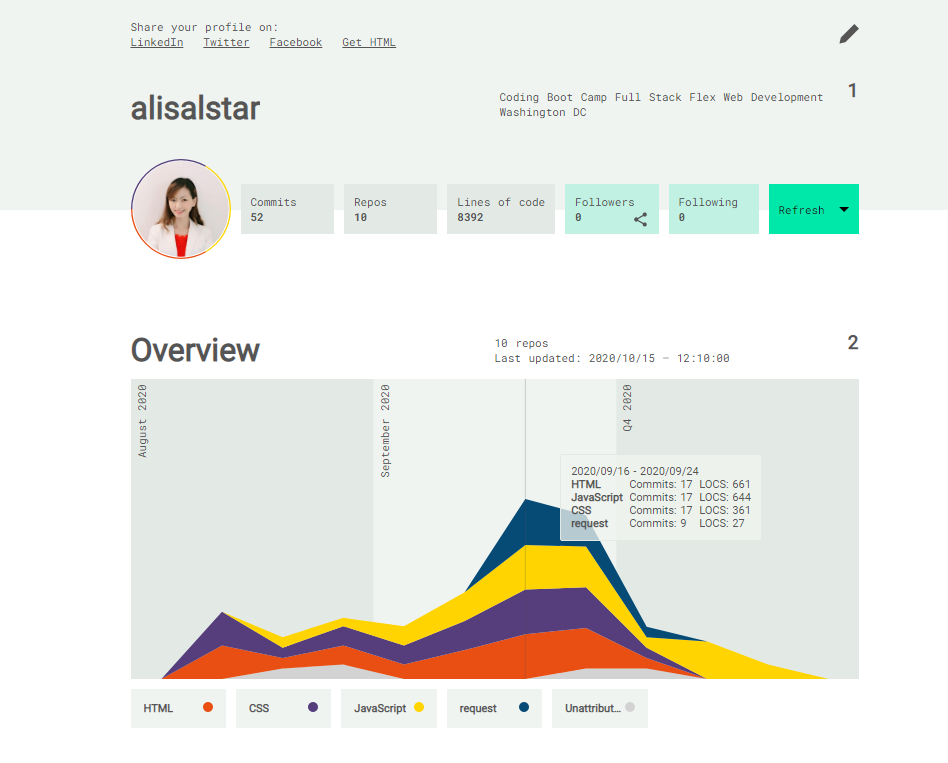 Share your profile on:
LinkedIn Twitter Facebook Get HTML
alisalstar
Coding Boot Camp Full Stack Flex Web Development
Washington DC
1
Commits
52
Repos
10
Lines of code
8392
Followers
0
Following
0
Refresh
Overview
10 repos
Last updated: 2020/10/15 – 12:10:00
2
August 2020
September 2020
Q4 2020
2020/09/16 - 2020/09/24
HTML Commits: 17 LOCS: 661
JavaScript Commits: 17 LOCS: 644
CSS Commits: 17 LOCS: 361
request Commits: 9 LOCS: 27
HTML
CSS
JavaScript
request
Unattribut...